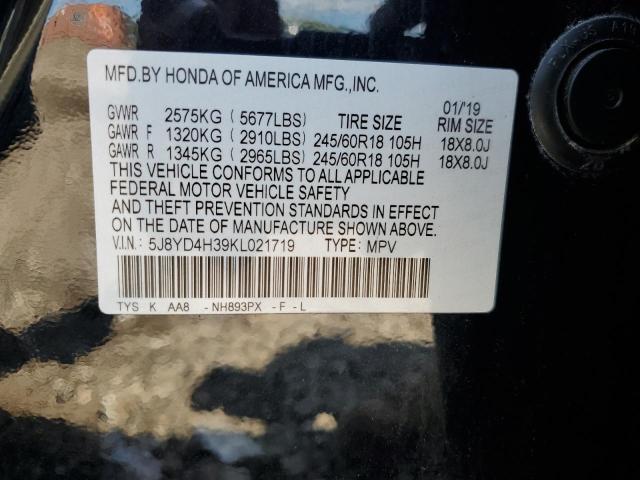 MFD.BY HONDA OF AMERICA MFG.,INC.
01/19
GVWR 2575KG (5677LBS) TIRE SIZE RIM SIZE
GAWR F 1320KG (2910LBS) 245/60R18 105H 18X8.0J
GAWR R 1345KG (2965LBS) 245/60R18 105H 18X8.0J
THIS VEHICLE CONFORMS TO ALL APPLICABLE
FEDERAL MOTOR VEHICLE SAFETY
AND THEFT PREVENTION STANDARDS IN EFFECT
ON THE DATE OF MANUFACTURE SHOWN ABOVE.
V.I.N: 5J8YD4H39KL021719 TYPE: MPV
TYS K AA8 -NH893PX -F -L